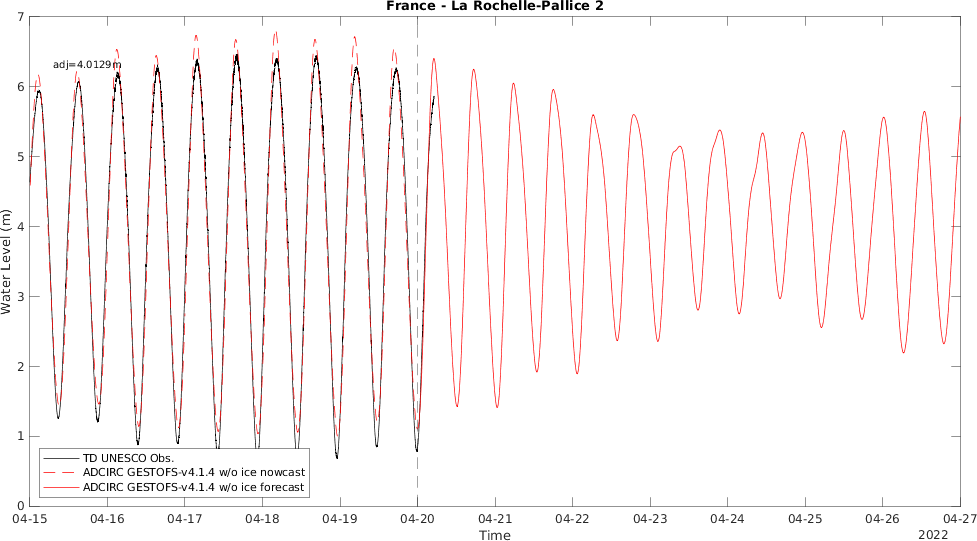 France - La Rochelle-Pallice 2
7
6
5
4
3
2
1
0
Water Level (m)
adj=4.0129m
TD UNESCO Obs.
ADCIRC GESTOFS-v4.1.4 w/o ice nowcast
ADCIRC GESTOFS-v4.1.4 w/o ice forecast
04-15 04-16 04-17 04-18 04-19 04-20 04-21 04-22 04-23 04-24 04-25 04-26 04-27
Time
2022